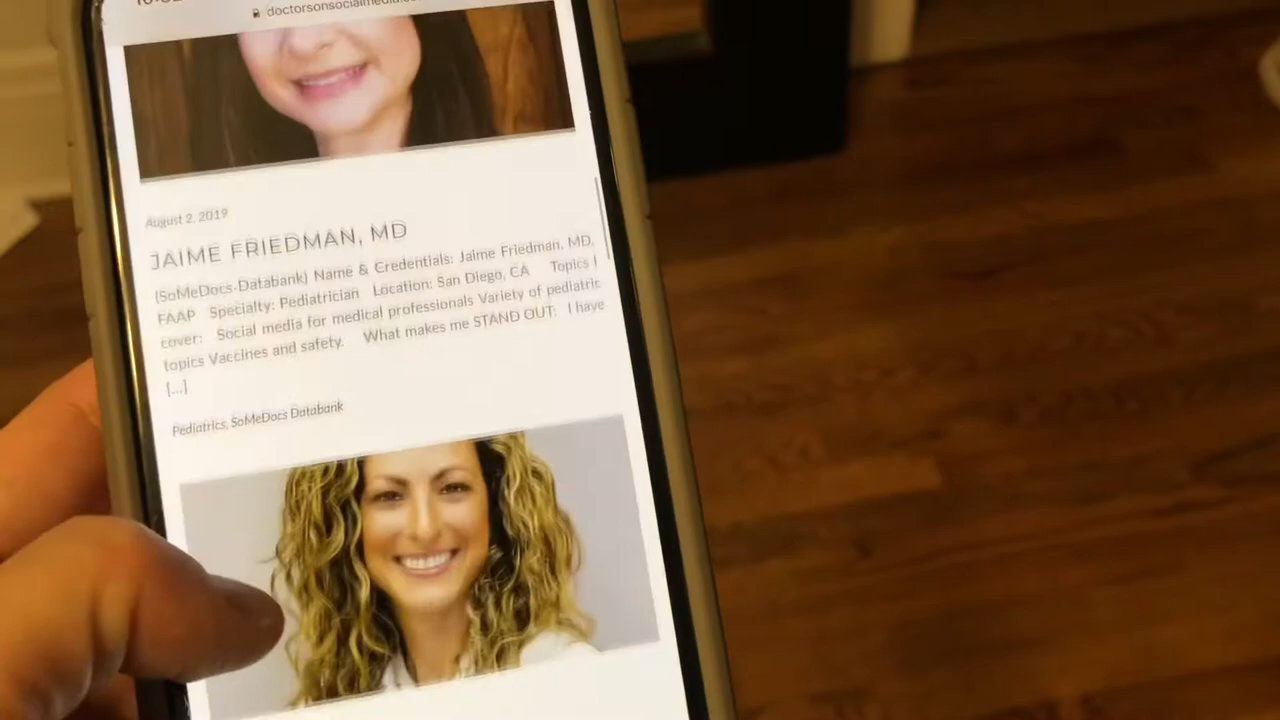 doctorsonsocialmedia.co
August 2, 2019
JAIME FRIEDMAN, MD
(SoMeDocs-Databank) Name & Credentials: Jaime Friedman, MD,
FAAP Specialty: Pediatrician Location: San Diego, CA Topics I
cover: Social media for medical professionals Variety of pediatric
topics Vaccines and safety. What makes me STAND OUT: I have
[...]
Pediatrics, SoMeDocs Databank